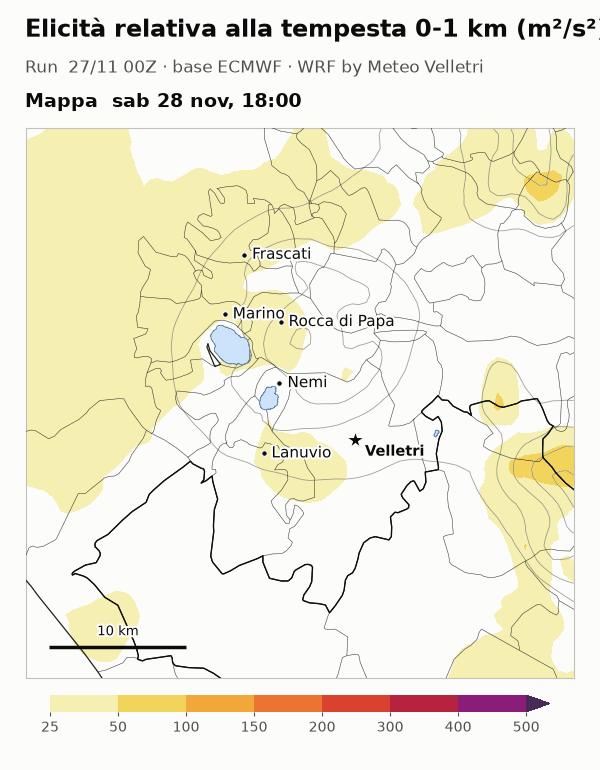 Elicità relativa alla tempesta 0-1 km (m²/s²)
Run  27/11 00Z · base ECMWF · WRF by Meteo Velletri
Mappa  sab 28 nov, 18:00
Frascati
Marino
Rocca di Papa
Nemi
Velletri
Lanuvio
10 km
25 50 100 150 200 300 400 500